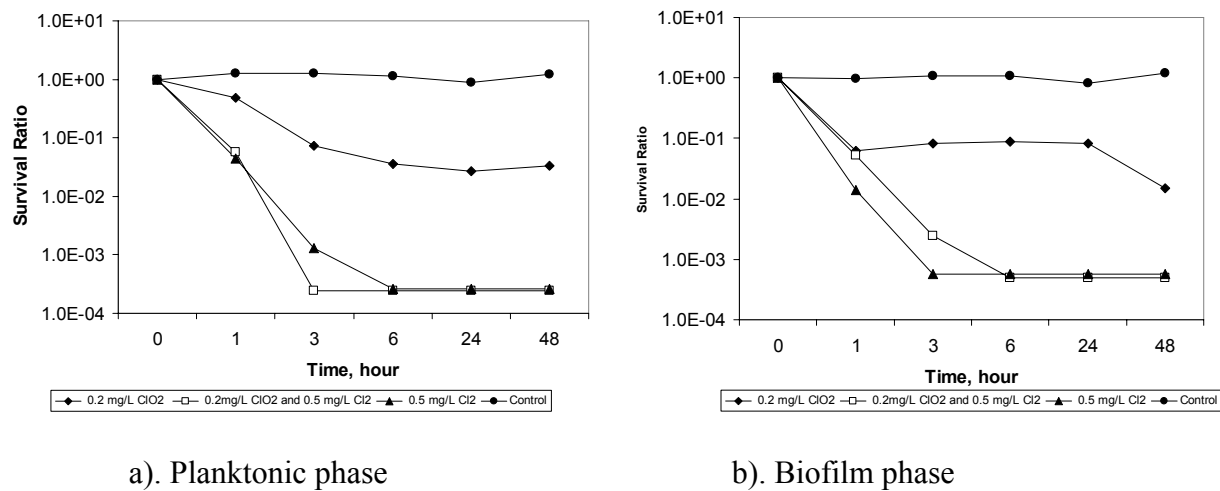 1.0E+01
1.0E+00
1.0E-01
1.0E-02
1.0E-03
1.0E-04
Survival Ratio
0 1 3 6 24 48
Time, hour
0.2 mg/L ClO2 0.2mg/L ClO2 and 0.5 mg/L Cl2 0.5 mg/L Cl2 Control
a). Planktonic phase
1.0E+01
1.0E+00
1.0E-01
1.0E-02
1.0E-03
1.0E-04
Survival Ratio
0 1 3 6 24 48
Time, hour
0.2 mg/L ClO2 0.2mg/L ClO2 and 0.5 mg/L Cl2 0.5 mg/L Cl2 Control
b). Biofilm phase